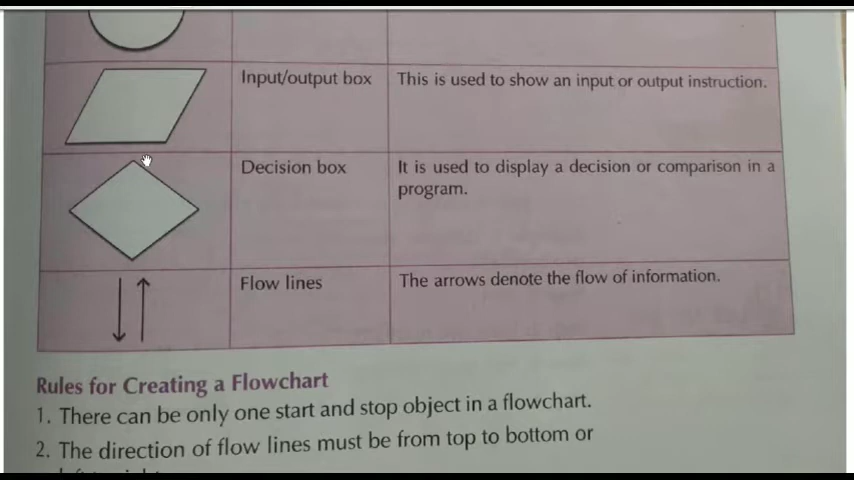 Input/output box
This is used to show an input or output instruction.
Decision box
It is used to display a decision or comparison in a
program.
Flow lines
The arrows denote the flow of information.
Rules for Creating a Flowchart
1. There can be only one start and stop object in a flowchart.
2. The direction of flow lines must be from top to bottom or